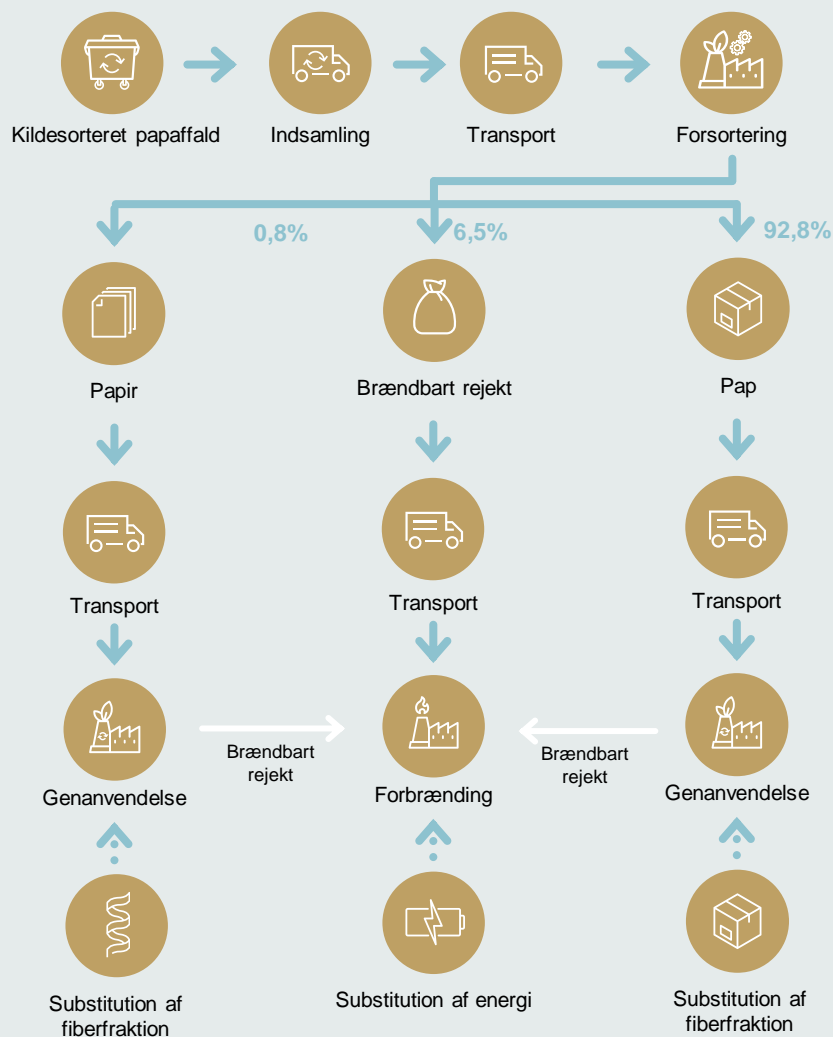 Kildesorteret papaffald
Indsamling
Transport
Forsortering
0,8%
6,5%
92,8%
Papir
Brændbart rejekt
Pap
Transport
Transport
Transport
Brændbart
rejekt
Brændbart
rejekt
Genanvendelse
Forbrænding
Genanvendelse
Substitution af
fiberfraktion
Substitution af energi
Substitution af
fiberfraktion